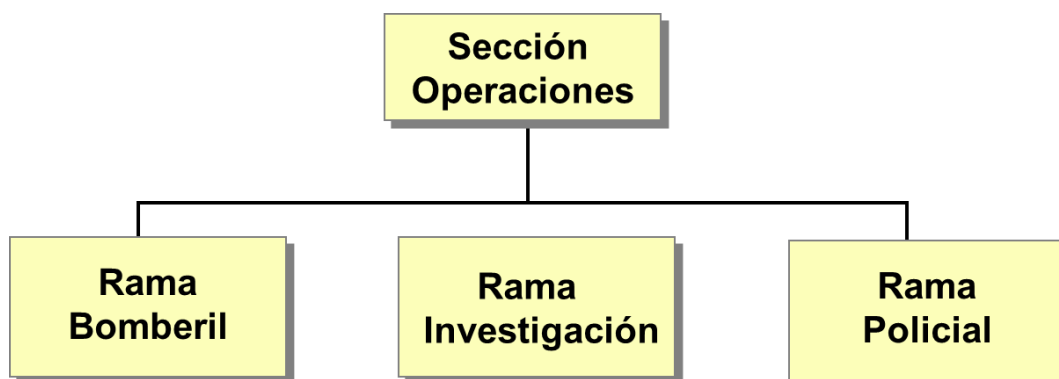 Sección
Operaciones
Rama
Bomberil
Rama
Investigación
Rama
Policial